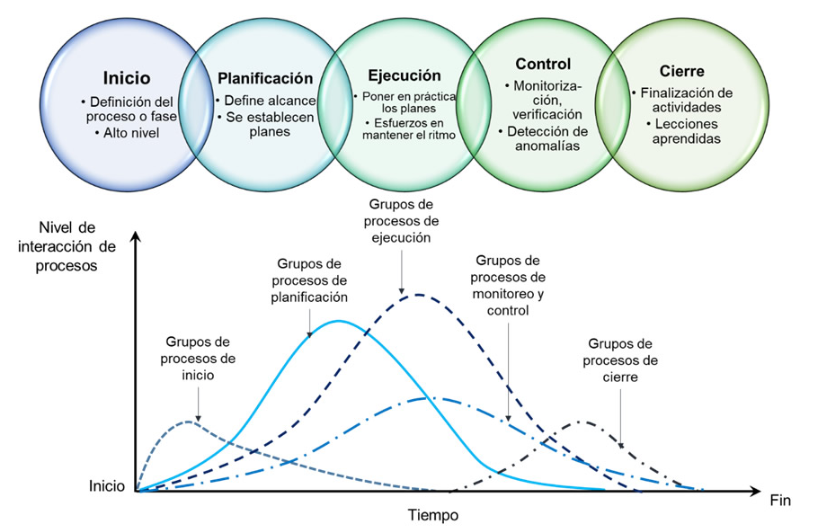 Inicio
• Definición del
proceso o fase
• Alto nivel
Planificación
• Define alcance
• Se establecen
planes
Ejecución
• Poner en práctica
los planes
• Esfuerzos en
mantener el ritmo
Control
• Monitoriza-
ción,
verificación
• Detección de
anomalías
Cierre
• Finalización de
actividades
• Lecciones
aprendidas
Nivel de
interacción de
procesos
Grupos de
procesos de
inicio
Grupos de
procesos de
planificación
Grupos de
procesos de
ejecución
Grupos de
procesos de
monitoreo y
control
Grupos de
procesos de
cierre
Inicio
Tiempo
Fin